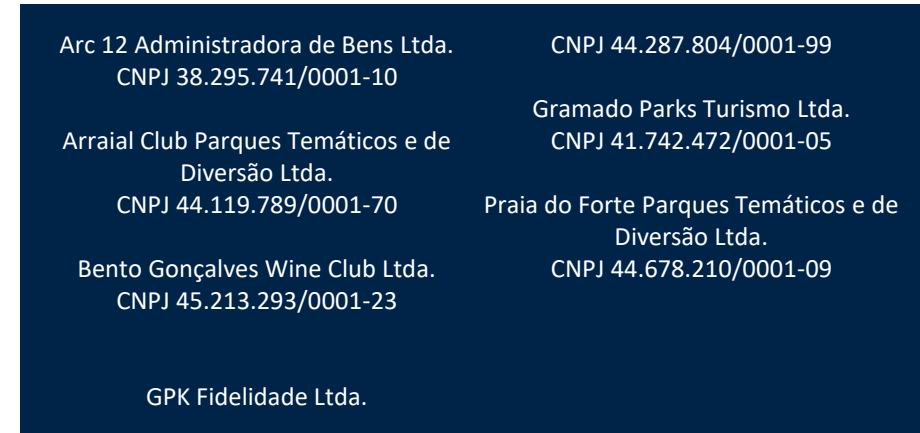 Arc 12 Administradora de Bens Ltda.
CNPJ 38.295.741/0001-10
Arraial Club Parques Temáticos e de
Diversão Ltda.
CNPJ 44.119.789/0001-70
Bento Gonçalves Wine Club Ltda.
CNPJ 45.213.293/0001-23
GPK Fidelidade Ltda.
CNPJ 44.287.804/0001-99
Gramado Parks Turismo Ltda.
CNPJ 41.742.472/0001-05
Praia do Forte Parques Temáticos e de
Diversão Ltda.
CNPJ 44.678.210/0001-09